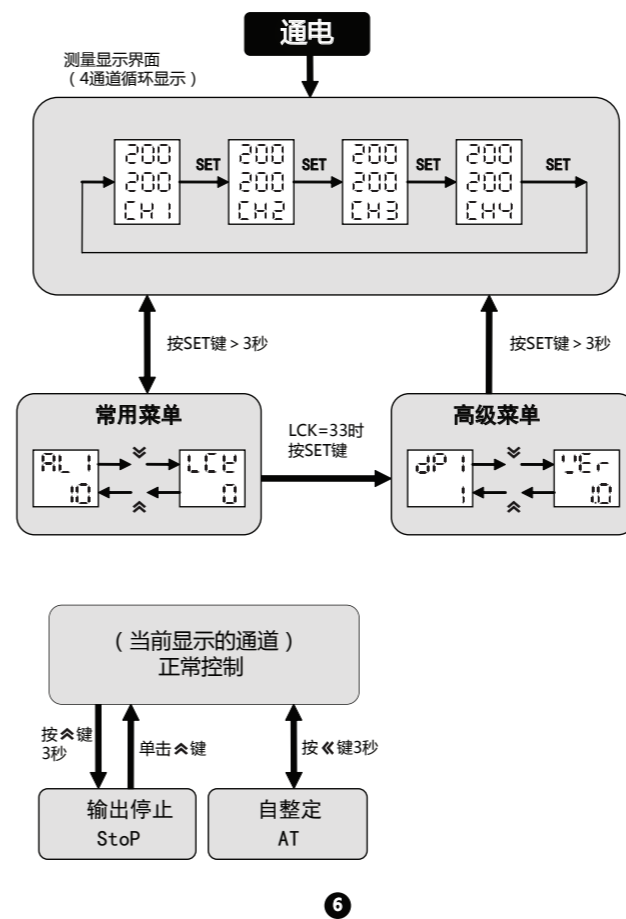 通电
测量显示界面
（4通道循环显示）
200 200 200 200
SET SET SET SET
200 200 200 200
CH1 CH2 CH3 CH4
按SET键 > 3秒 按SET键 > 3秒
常用菜单 高级菜单
LCK=33时
按SET键
AL1 LCK dP1 VEr
10 0 1 1.0
（当前显示的通道）
正常控制
按键
3秒
单击键
按键3秒
输出停止 自整定
StoP AT
6